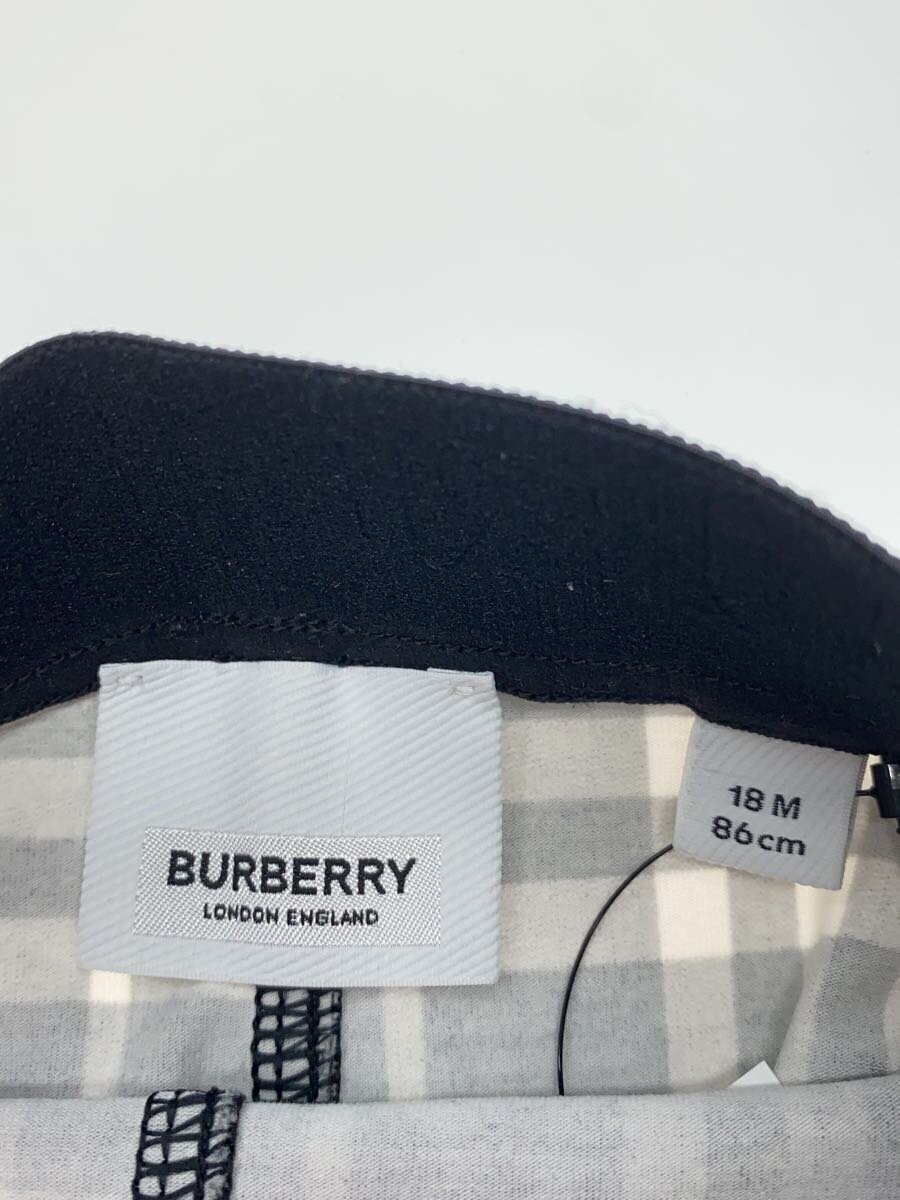 BURBERRY
LONDON ENGLAND
18 M
86cm